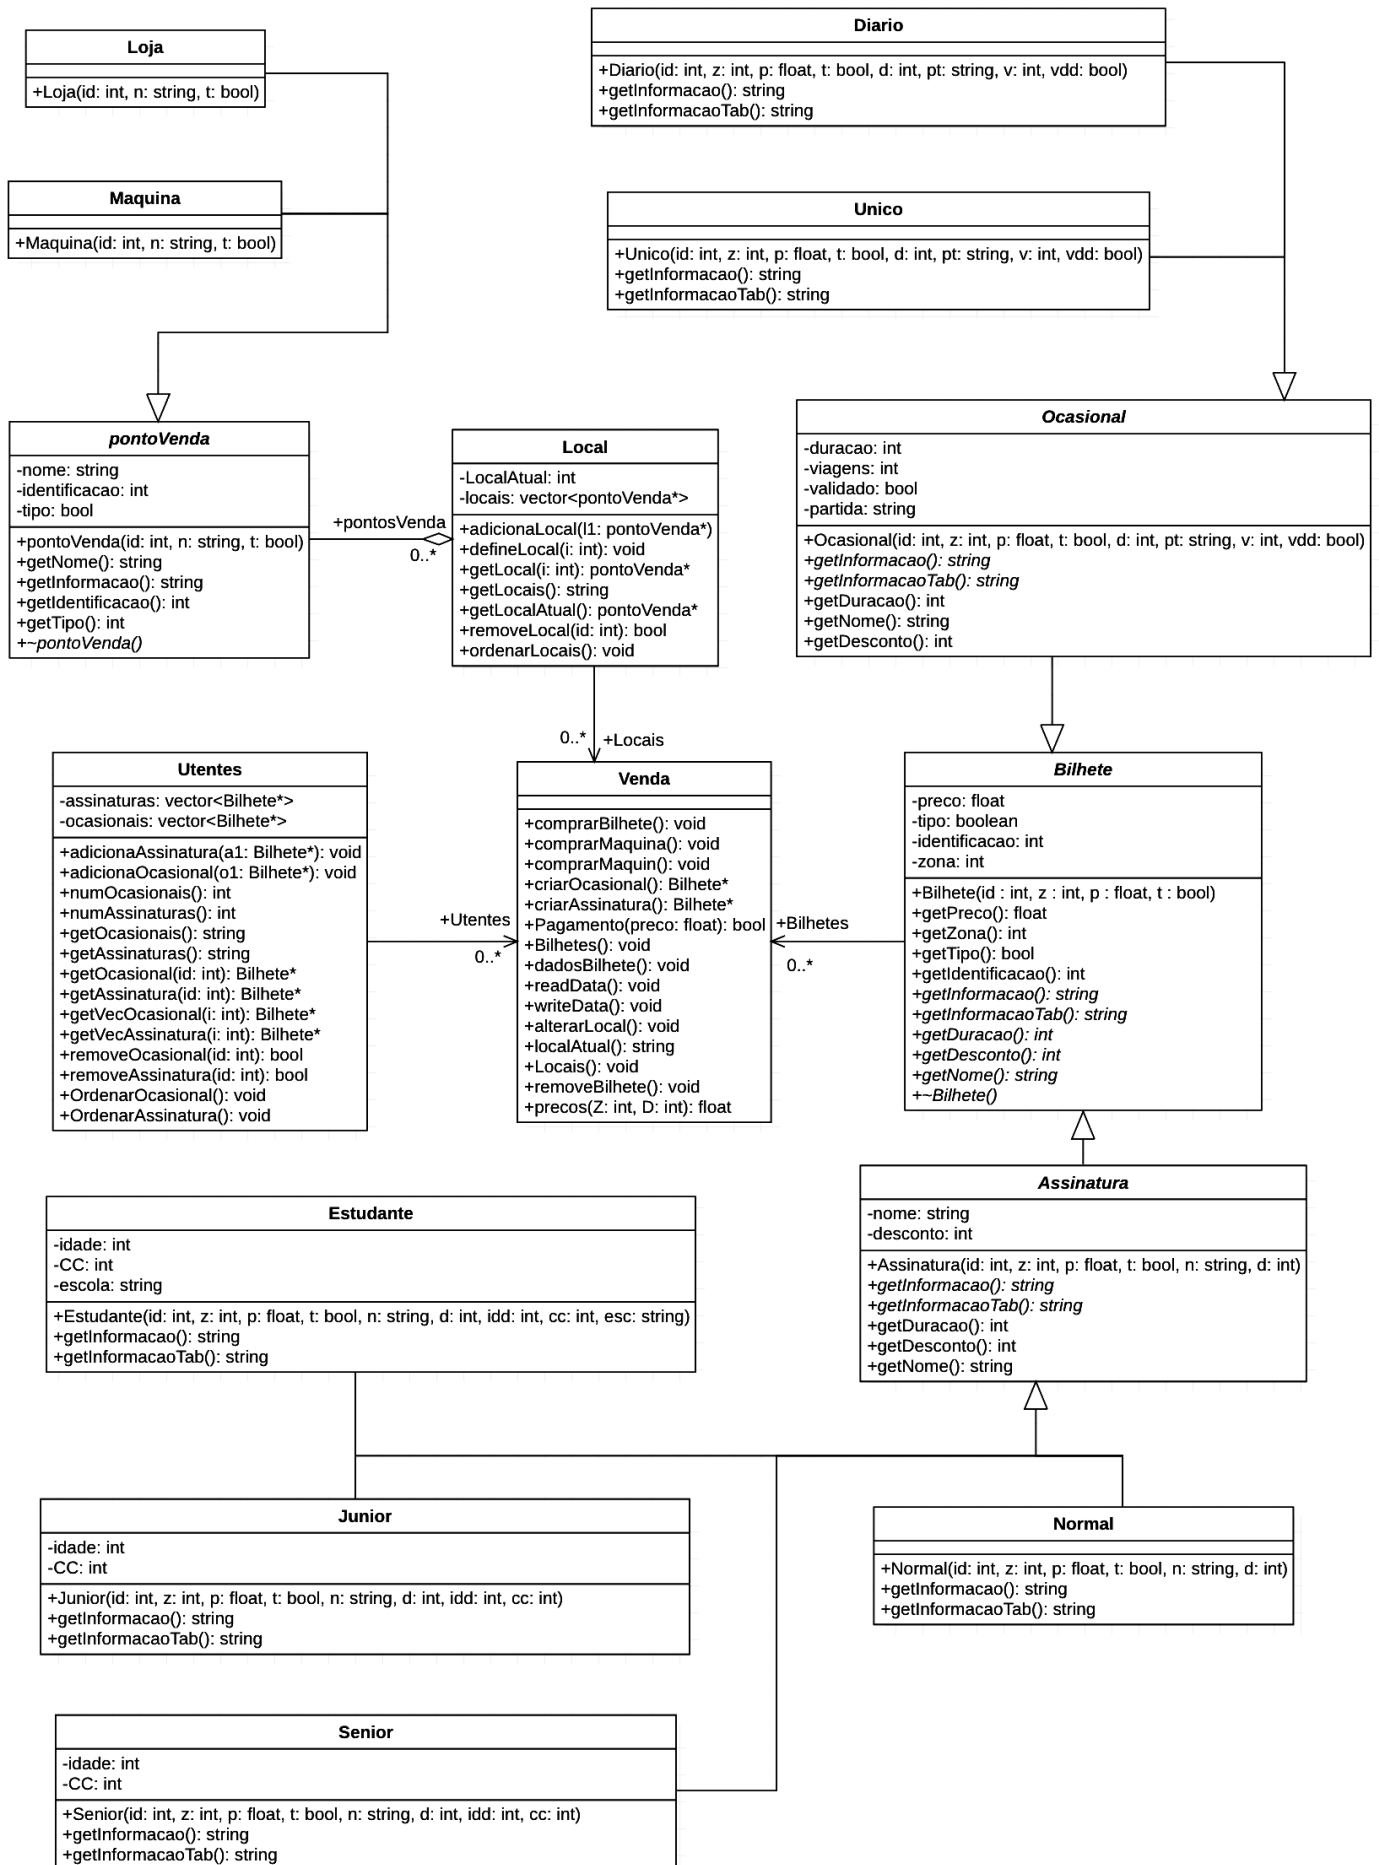 Loja
+Loja(id: int, n: string, t: bool)
Maquina
+Maquina(id: int, n: string, t: bool)
Diario
+Diario(id: int, z: int, p: float, t: bool, d: int, pt: string, v: int, vdd: bool)
+getInformacao(): string
+getInformacaoTab(): string
Unico
+Unico(id: int, z: int, p: float, t: bool, d: int, pt: string, v: int, vdd: bool)
+getInformacao(): string
+getInformacaoTab(): string
pontoVenda
-nome: string
-identificacao: int
-tipo: bool
+pontoVenda(id: int, n: string, t: bool)
+getNome(): string
+getInformacao(): string
+getIdentificacao(): int
+getTipo(): int
+~pontoVenda()
+pontosVenda
0..*
Local
-LocalAtual: int
-locais: vector<pontoVenda*>
+adicionaLocal(l1: pontoVenda*)
+defineLocal(i: int): void
+getLocal(i: int): pontoVenda*
+getLocais(): string
+getLocalAtual(): pontoVenda*
+removeLocal(id: int): bool
+ordenarLocais(): void
Ocasional
-duracao: int
-viagens: int
-validado: bool
-partida: string
+Ocasional(id: int, z: int, p: float, t: bool, d: int, pt: string, v: int, vdd: bool)
+getInformacao(): string
+getInformacaoTab(): string
+getDuracao(): int
+getNome(): string
+getDesconto(): int
0..*
+Locais
Utentes
-assinaturas: vector<Bilhete*>
-ocasionais: vector<Bilhete*>
+adicionaAssinatura(a1: Bilhete*): void
+adicionaOcasional(o1: Bilhete*): void
+numOcasionais(): int
+numAssinaturas(): int
+getOcasionais(): string
+getAssinaturas(): string
+getOcasional(id: int): Bilhete*
+getAssinatura(id: int): Bilhete*
+getVecOcasional(i: int): Bilhete*
+getVecAssinatura(i: int): Bilhete*
+removeOcasional(id: int): bool
+removeAssinatura(id: int): bool
+OrdenarOcasional(): void
+OrdenarAssinatura(): void
+Utentes
0..*
Venda
+comprarBilhete(): void
+comprarMaquina(): void
+comprarMaquin(): void
+criarOcasional(): Bilhete*
+criarAssinatura(): Bilhete*
+Pagamento(preco: float): bool
+Bilhetes(): void
+dadosBilhete(): void
+readData(): void
+writeData(): void
+alterarLocal(): void
+localAtual(): string
+Locais(): void
+removeBilhete(): void
+precos(Z: int, D: int): float
+Bilhetes
0..*
Bilhete
-preco: float
-tipo: boolean
-identificacao: int
-zona: int
+Bilhete(id : int, z : int, p : float, t : bool)
+getPreco(): float
+getZona(): int
+getTipo(): bool
+getIdentificacao(): int
+getInformacao(): string
+getInformacaoTab(): string
+getDuracao(): int
+getDesconto(): int
+getNome(): string
+~Bilhete()
Assinatura
-nome: string
-desconto: int
+Assinatura(id: int, z: int, p: float, t: bool, n: string, d: int)
+getInformacao(): string
+getInformacaoTab(): string
+getDuracao(): int
+getDesconto(): int
+getNome(): string
Estudante
-idade: int
-CC: int
-escola: string
+Estudante(id: int, z: int, p: float, t: bool, n: string, d: int, idd: int, cc: int, esc: string)
+getInformacao(): string
+getInformacaoTab(): string
Junior
-idade: int
-CC: int
+Junior(id: int, z: int, p: float, t: bool, n: string, d: int, idd: int, cc: int)
+getInformacao(): string
+getInformacaoTab(): string
Normal
+Normal(id: int, z: int, p: float, t: bool, n: string, d: int)
+getInformacao(): string
+getInformacaoTab(): string
Senior
-idade: int
-CC: int
+Senior(id: int, z: int, p: float, t: bool, n: string, d: int, idd: int, cc: int)
+getInformacao(): string
+getInformacaoTab(): string